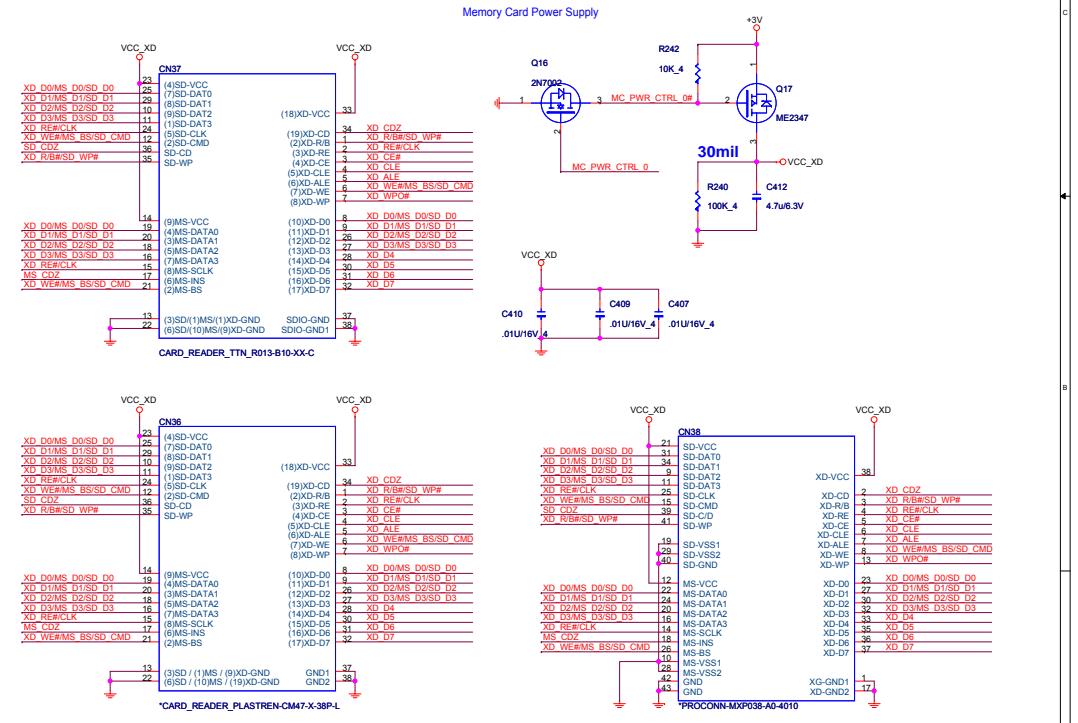 Memory Card Power Supply
C
B
+3V
R242
10K_4
Q16
2N7002
1
3
2
MC_PWR_CTRL_0#
MC_PWR_CTRL_0
1
2
3
Q17
ME2347
30mil
VCC_XD
R240
100K_4
C412
4.7u/6.3V
VCC_XD
C410
.01U/16V_4
C409
.01U/16V_4
C407
.01U/16V_4
VCC_XD
VCC_XD
CN37
23 (4)SD-VCC
XD_D0/MS_D0/SD_D0 25 (7)SD-DAT0
XD_D1/MS_D1/SD_D1 29 (8)SD-DAT1
XD_D2/MS_D2/SD_D2 10 (9)SD-DAT2
XD_D3/MS_D3/SD_D3 11 (1)SD-DAT3
XD_RE#/CLK 24 (5)SD-CLK
XD_WE#/MS_BS/SD_CMD 12 (2)SD-CMD
SD_CDZ 36 SD-CD
XD_R/B#/SD_WP# 35 SD-WP
14 (9)MS-VCC
XD_D0/MS_D0/SD_D0 19 (4)MS-DATA0
XD_D1/MS_D1/SD_D1 20 (3)MS-DATA1
XD_D2/MS_D2/SD_D2 18 (5)MS-DATA2
XD_D3/MS_D3/SD_D3 16 (7)MS-DATA3
XD_RE#/CLK 15 (8)MS-SCLK
MS_CDZ 17 (6)MS-INS
XD_WE#/MS_BS/SD_CMD 21 (2)MS-BS
13 (3)SD/(1)MS/(1)XD-GND
22 (6)SD/(10)MS/(9)XD-GND
(18)XD-VCC 33
(19)XD-CD 34 XD_CDZ
(2)XD-R/B 1 XD_R/B#/SD_WP#
(3)XD-RE 2 XD_RE#/CLK
(4)XD-CE 3 XD_CE#
(5)XD-CLE 4 XD_CLE
(6)XD-ALE 5 XD_ALE
(7)XD-WE 6 XD_WE#/MS_BS/SD_CMD
(8)XD-WP 7 XD_WPO#
(10)XD-D0 8 XD_D0/MS_D0/SD_D0
(11)XD-D1 9 XD_D1/MS_D1/SD_D1
(12)XD-D2 26 XD_D2/MS_D2/SD_D2
(13)XD-D3 27 XD_D3/MS_D3/SD_D3
(14)XD-D4 28 XD_D4
(15)XD-D5 30 XD_D5
(16)XD-D6 31 XD_D6
(17)XD-D7 32 XD_D7
SDIO-GND 37
SDIO-GND1 38
CARD_READER_TTN_R013-B10-XX-C
VCC_XD
VCC_XD
CN36
23 (4)SD-VCC
XD_D0/MS_D0/SD_D0 25 (7)SD-DAT0
XD_D1/MS_D1/SD_D1 29 (8)SD-DAT1
XD_D2/MS_D2/SD_D2 10 (9)SD-DAT2
XD_D3/MS_D3/SD_D3 11 (1)SD-DAT3
XD_RE#/CLK 24 (5)SD-CLK
XD_WE#/MS_BS/SD_CMD 12 (2)SD-CMD
SD_CDZ 36 SD-CD
XD_R/B#/SD_WP# 35 SD-WP
14 (9)MS-VCC
XD_D0/MS_D0/SD_D0 19 (4)MS-DATA0
XD_D1/MS_D1/SD_D1 20 (3)MS-DATA1
XD_D2/MS_D2/SD_D2 18 (5)MS-DATA2
XD_D3/MS_D3/SD_D3 16 (7)MS-DATA3
XD_RE#/CLK 15 (8)MS-SCLK
MS_CDZ 17 (6)MS-INS
XD_WE#/MS_BS/SD_CMD 21 (2)MS-BS
13 (3)SD / (1)MS / (9)XD-GND
22 (6)SD / (10)MS / (19)XD-GND
(18)XD-VCC 33
(19)XD-CD 34 XD_CDZ
(2)XD-R/B 1 XD_R/B#/SD_WP#
(3)XD-RE 2 XD_RE#/CLK
(4)XD-CE 3 XD_CE#
(5)XD-CLE 4 XD_CLE
(6)XD-ALE 5 XD_ALE
(7)XD-WE 6 XD_WE#/MS_BS/SD_CMD
(8)XD-WP 7 XD_WPO#
(10)XD-D0 8 XD_D0/MS_D0/SD_D0
(11)XD-D1 9 XD_D1/MS_D1/SD_D1
(12)XD-D2 26 XD_D2/MS_D2/SD_D2
(13)XD-D3 27 XD_D3/MS_D3/SD_D3
(14)XD-D4 28 XD_D4
(15)XD-D5 30 XD_D5
(16)XD-D6 31 XD_D6
(17)XD-D7 32 XD_D7
GND1 37
GND2 38
*CARD_READER_PLASTREN-CM47-X-38P-L
VCC_XD
VCC_XD
CN38
21 SD-VCC
XD_D0/MS_D0/SD_D0 31 SD-DAT0
XD_D1/MS_D1/SD_D1 34 SD-DAT1
XD_D2/MS_D2/SD_D2 9 SD-DAT2
XD_D3/MS_D3/SD_D3 11 SD-DAT3
XD_RE#/CLK 25 SD-CLK
XD_WE#/MS_BS/SD_CMD 15 SD-CMD
SD_CDZ 39 SD-C/D
XD_R/B#/SD_WP# 41 SD-WP
19 SD-VSS1
29 SD-VSS2
40 SD-GND
12 MS-VCC
XD_D0/MS_D0/SD_D0 22 MS-DATA0
XD_D1/MS_D1/SD_D1 24 MS-DATA1
XD_D2/MS_D2/SD_D2 20 MS-DATA2
XD_D3/MS_D3/SD_D3 16 MS-DATA3
XD_RE#/CLK 14 MS-SCLK
MS_CDZ 18 MS-INS
XD_WE#/MS_BS/SD_CMD 26 MS-BS
10 MS-VSS1
28 MS-VSS2
42 GND
43 GND
XD-VCC 38
XD-CD 2 XD_CDZ
XD-R/B 3 XD_R/B#/SD_WP#
XD-RE 4 XD_RE#/CLK
XD-CE 5 XD_CE#
XD-CLE 6 XD_CLE
XD-ALE 7 XD_ALE
XD-WE 8 XD_WE#/MS_BS/SD_CMD
XD-WP 13 XD_WPO#
XD-D0 23 XD_D0/MS_D0/SD_D0
XD-D1 27 XD_D1/MS_D1/SD_D1
XD-D2 30 XD_D2/MS_D2/SD_D2
XD-D3 32 XD_D3/MS_D3/SD_D3
XD-D4 33 XD_D4
XD-D5 35 XD_D5
XD-D6 36 XD_D6
XD-D7 37 XD_D7
XG-GND1 1
XD-GND2 17
*PROCONN-MXP038-A0-4010